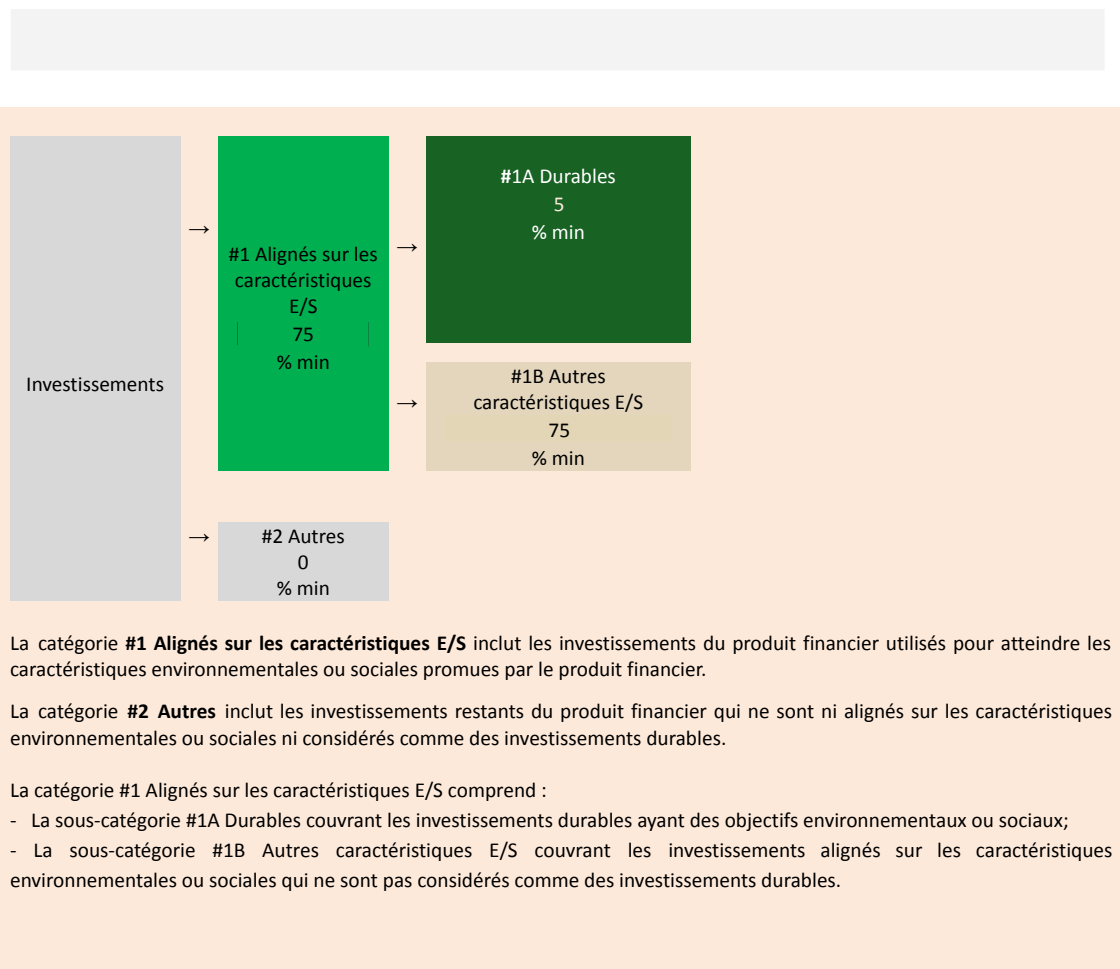 Investissements
→
#1 Alignés sur les
caractéristiques
E/S
75
% min
→
#1A Durables
5
% min
→
#1B Autres
caractéristiques E/S
75
% min
→
#2 Autres
0
% min
La catégorie #1 Alignés sur les caractéristiques E/S inclut les investissements du produit financier utilisés pour atteindre les
caractéristiques environnementales ou sociales promues par le produit financier.
La catégorie #2 Autres inclut les investissements restants du produit financier qui ne sont ni alignés sur les caractéristiques
environnementales ou sociales ni considérés comme des investissements durables.
La catégorie #1 Alignés sur les caractéristiques E/S comprend :
- La sous-catégorie #1A Durables couvrant les investissements durables ayant des objectifs environnementaux ou sociaux;
- La sous-catégorie #1B Autres caractéristiques E/S couvrant les investissements alignés sur les caractéristiques
environnementales ou sociales qui ne sont pas considérés comme des investissements durables.